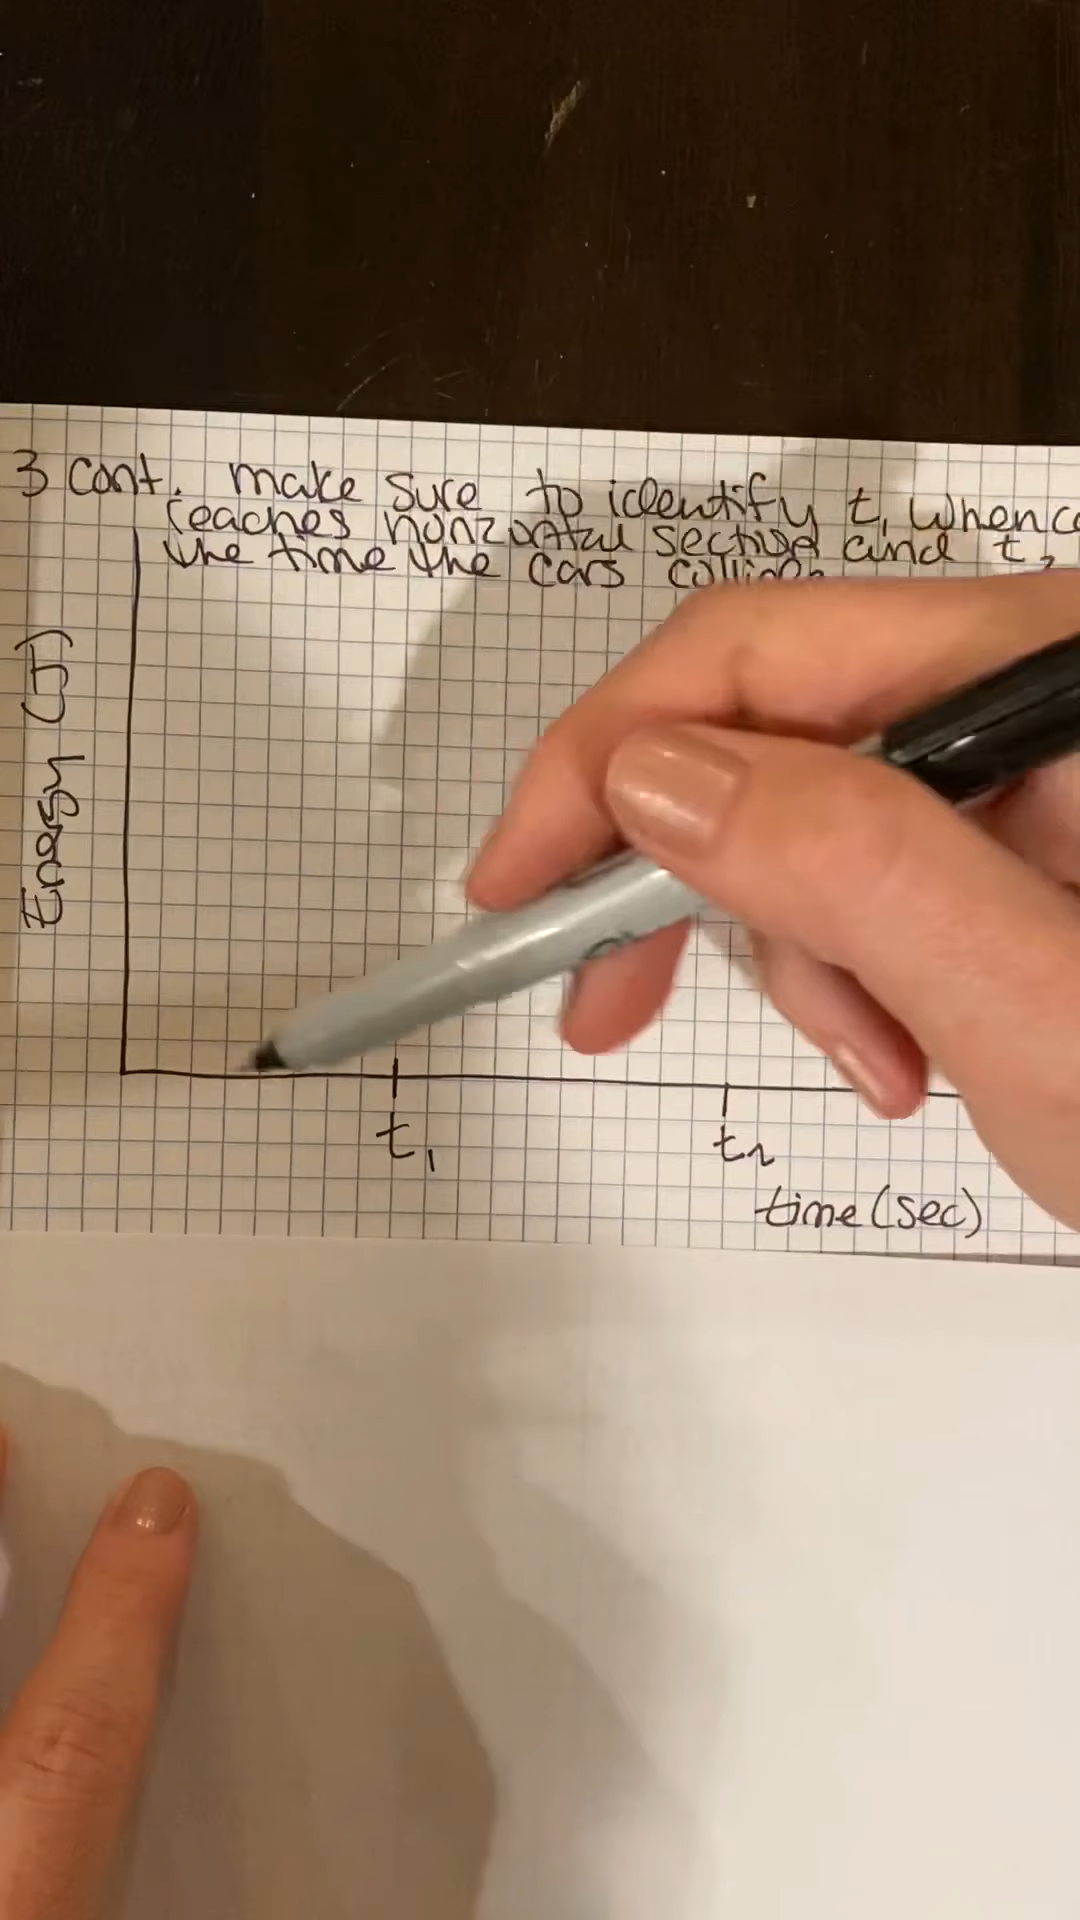 3 cont. make sure to identify t, when
reaches horizontal section and t2
the time the cars collide
Energy (J)
t1
t2
time (sec)